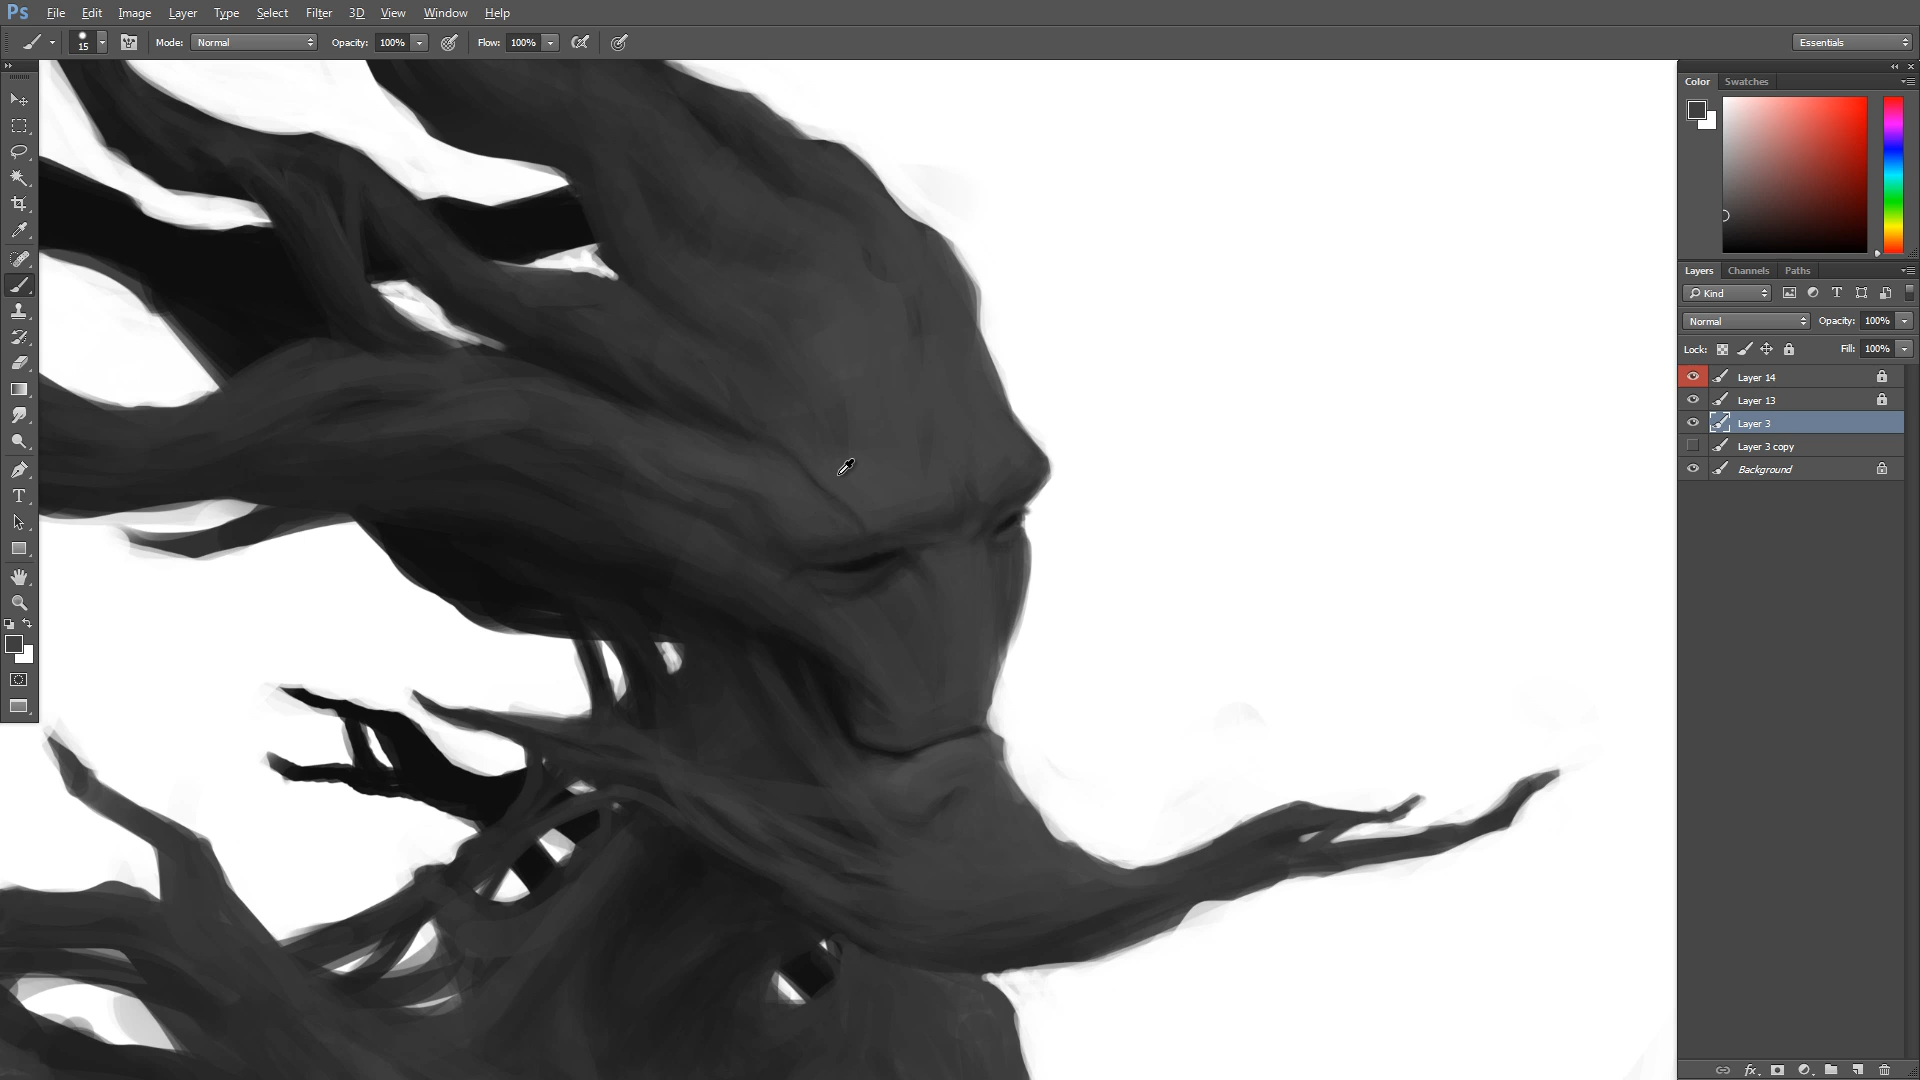 Ps File Edit Image Layer Type Select Filter 3D View Window Help
15 Mode: Normal Opacity: 100% Flow: 100% Essentials
Color Swatches
Layers Channels Paths
Kind T
Normal Opacity: 100%
Lock: Fill: 100%
Layer 14
Layer 13
Layer 3
Layer 3 copy
Background
T
fx